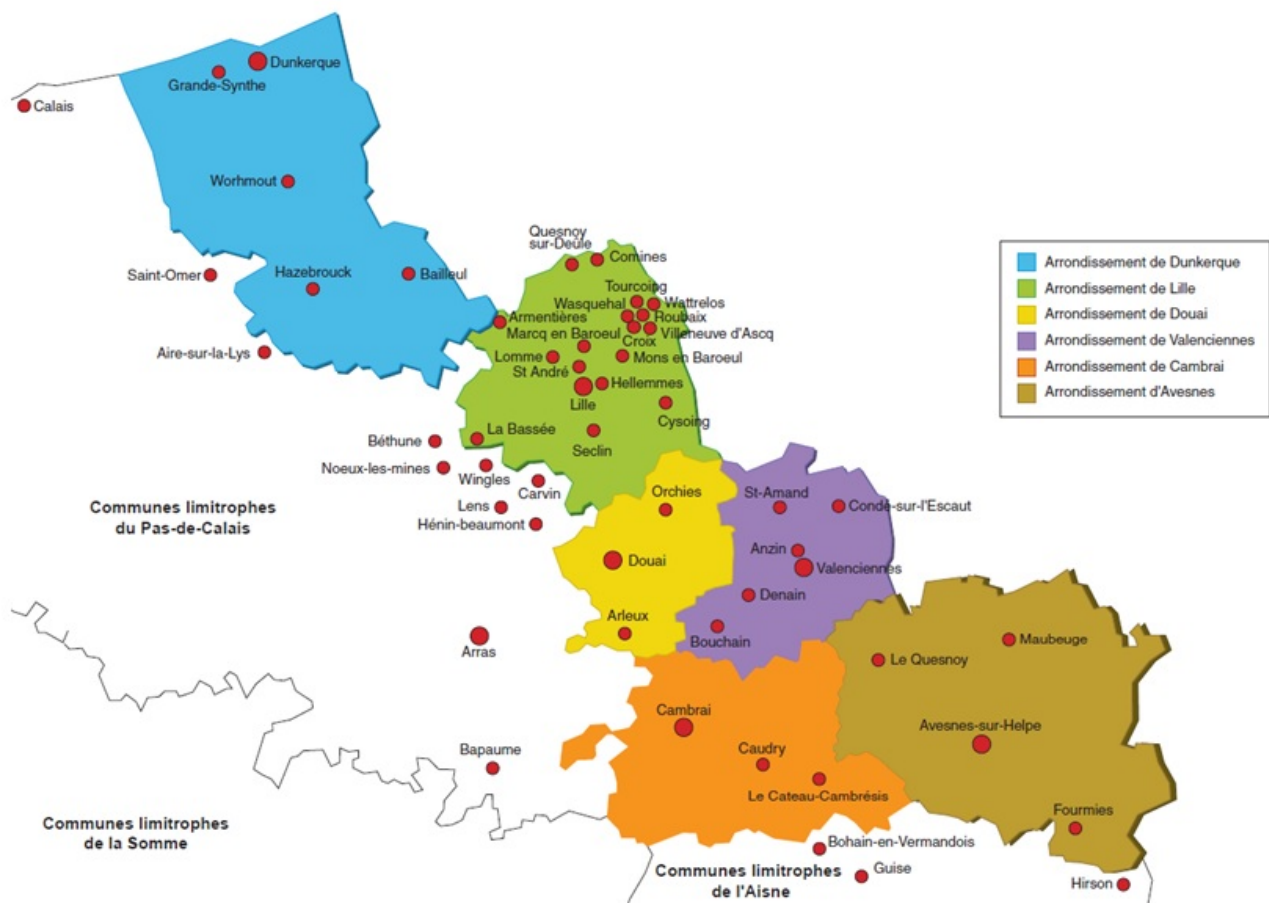 Dunkerque
Grande-Synthe
Calais
Worhmout
Quesnoy
sur-Deûle
Comines
Saint-Omer
Hazebrouck
Bailleul
Tourcoing
Wasquehal
Wattrelos
Armentières
Roubaix
Marcq en Baroeul
Villeneuve d'Ascq
Croix
Aire-sur-la-Lys
Lomme
Mons en Baroeul
St André
Hellemmes
Lille
Cysoing
La Bassée
Béthune
Seclin
Noeux-les-mines
Wingles
Carvin
Orchies
St-Amand
Communes limitrophes
du Pas-de-Calais
Lens
Condé-sur-l'Escaut
Hénin-beaumont
Anzin
Douai
Valenciennes
Denain
Arleux
Bouchain
Maubeuge
Arras
Le Quesnoy
Cambrai
Avesnes-sur-Helpe
Bapaume
Caudry
Le Cateau-Cambrésis
Fourmies
Communes limitrophes
de la Somme
Bohain-en-Vermandois
Communes limitrophes
de l'Aisne
Guise
Hirson
Arrondissement de Dunkerque
Arrondissement de Lille
Arrondissement de Douai
Arrondissement de Valenciennes
Arrondissement de Cambrai
Arrondissement d'Avesnes